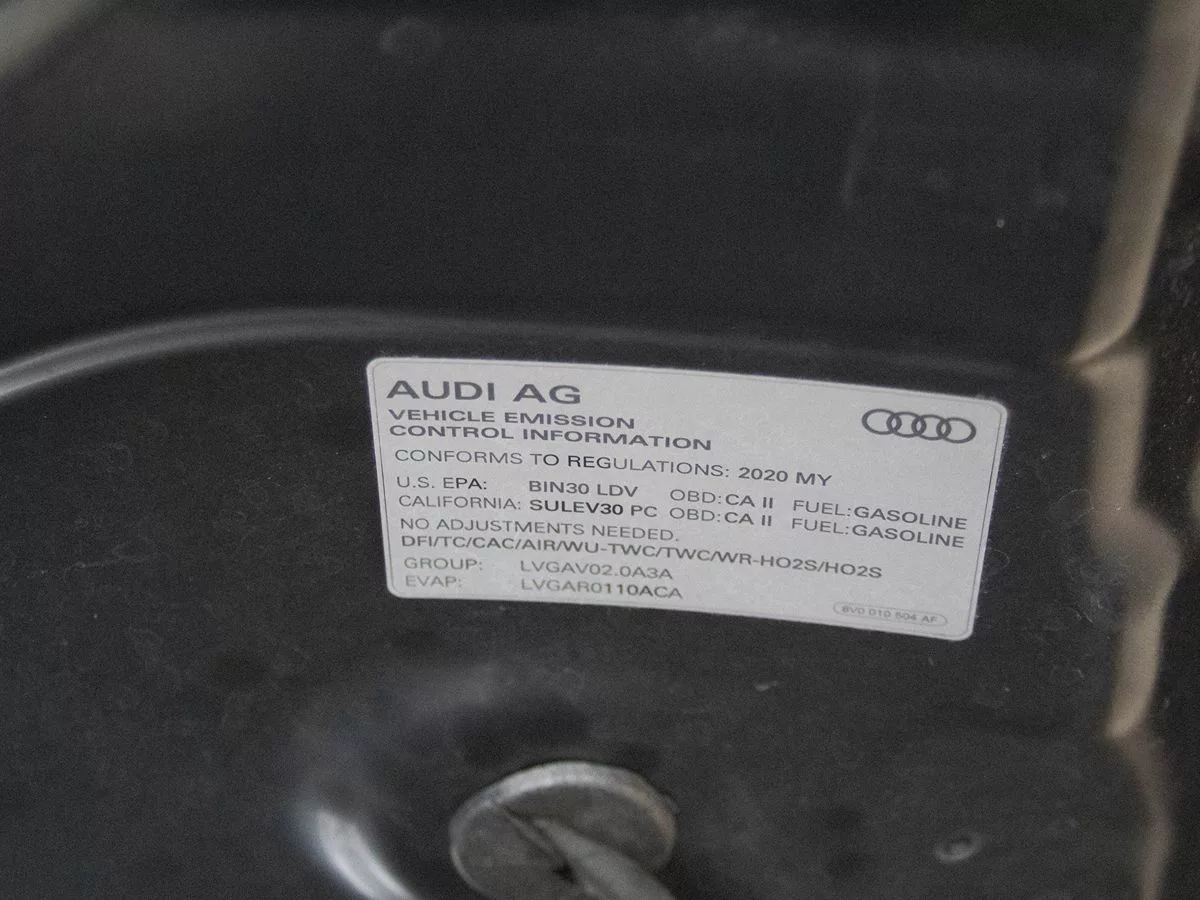 AUDI AG
VEHICLE EMISSION
CONTROL INFORMATION
CONFORMS TO REGULATIONS: 2020 MY
U.S. EPA: BIN30 LDV OBD:CA II FUEL:GASOLINE
CALIFORNIA: SULEV30 PC OBD:CA II FUEL:GASOLINE
NO ADJUSTMENTS NEEDED.
DFI/TC/CAC/AIR/WU-TWC/TWC/WR-HO2S/HO2S
GROUP: LVGAV02.0A3A
EVAP: LVGAR0110ACA
8V0 010 504 AF